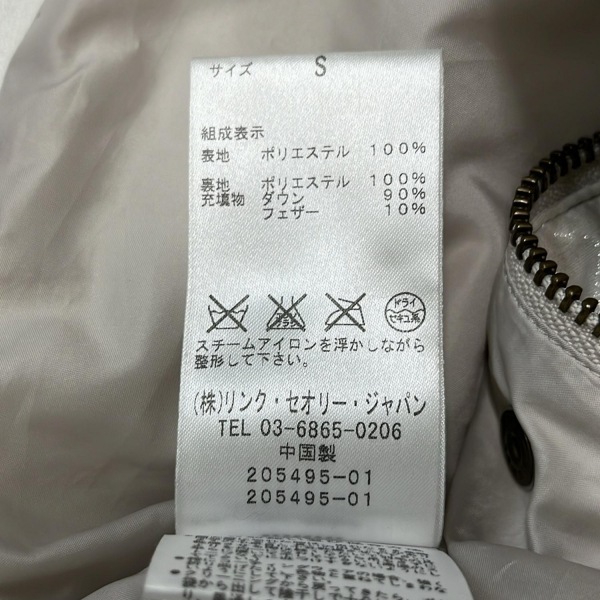 サイズ S
組成表示
表地 ポリエステル 100%
裏地 ポリエステル 100%
充填物 ダウン 90%
フェザー 10%
ドライ
セキユ系
スチームアイロンを浮かしながら
整形して下さい。
(株)リンク・セオリー・ジャパン
TEL 03-6865-0206
中国製
205495-01
205495-01